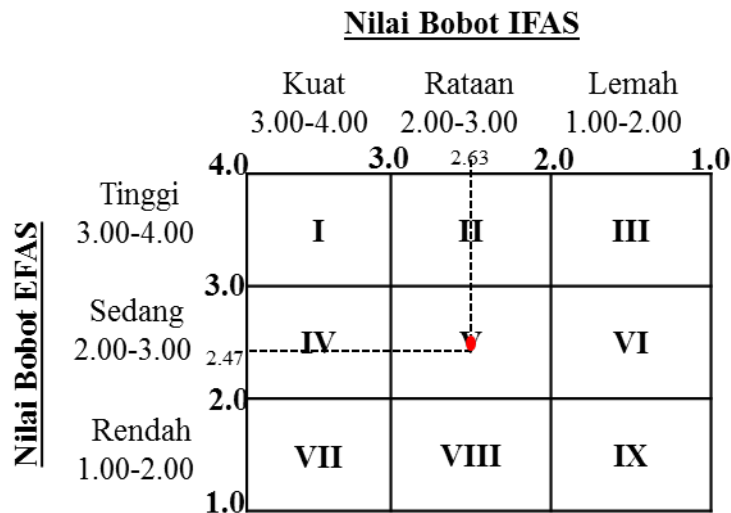 Nilai Bobot IFAS
Kuat Rataan Lemah
3.00-4.00 2.00-3.00 1.00-2.00
4.0 3.0 2.63 2.0 1.0
Tinggi
3.00-4.00
I II III
3.0
Nilai Bobot EFAS
Sedang
2.00-3.00
2.47
IV V VI
2.0
Rendah
1.00-2.00
VII VIII IX
1.0